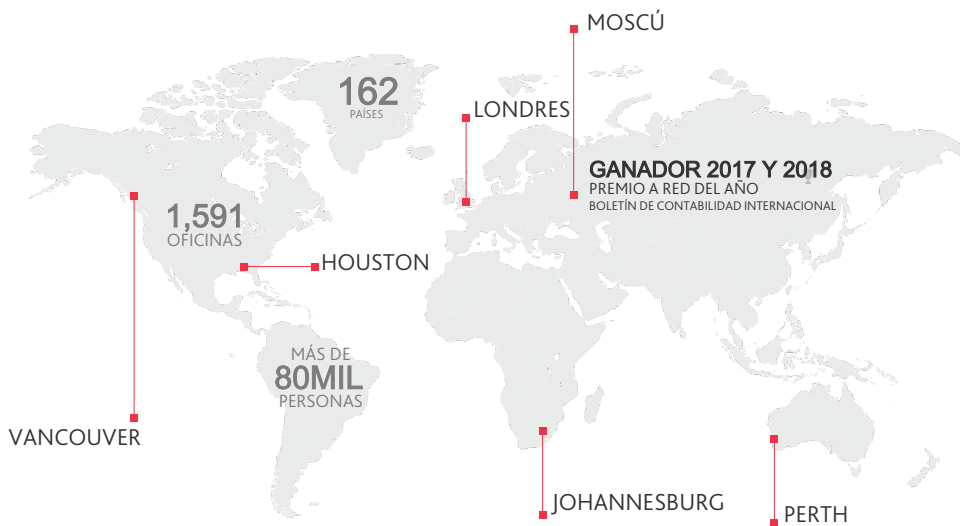 MOSCÚ
162
PAÍSES
LONDRES
GANADOR 2017 Y 2018
PREMIO A RED DEL AÑO
BOLETÍN DE CONTABILIDAD INTERNACIONAL
1,591
OFICINAS
HOUSTON
MÁS DE
80MIL
PERSONAS
VANCOUVER
JOHANNESBURG
PERTH